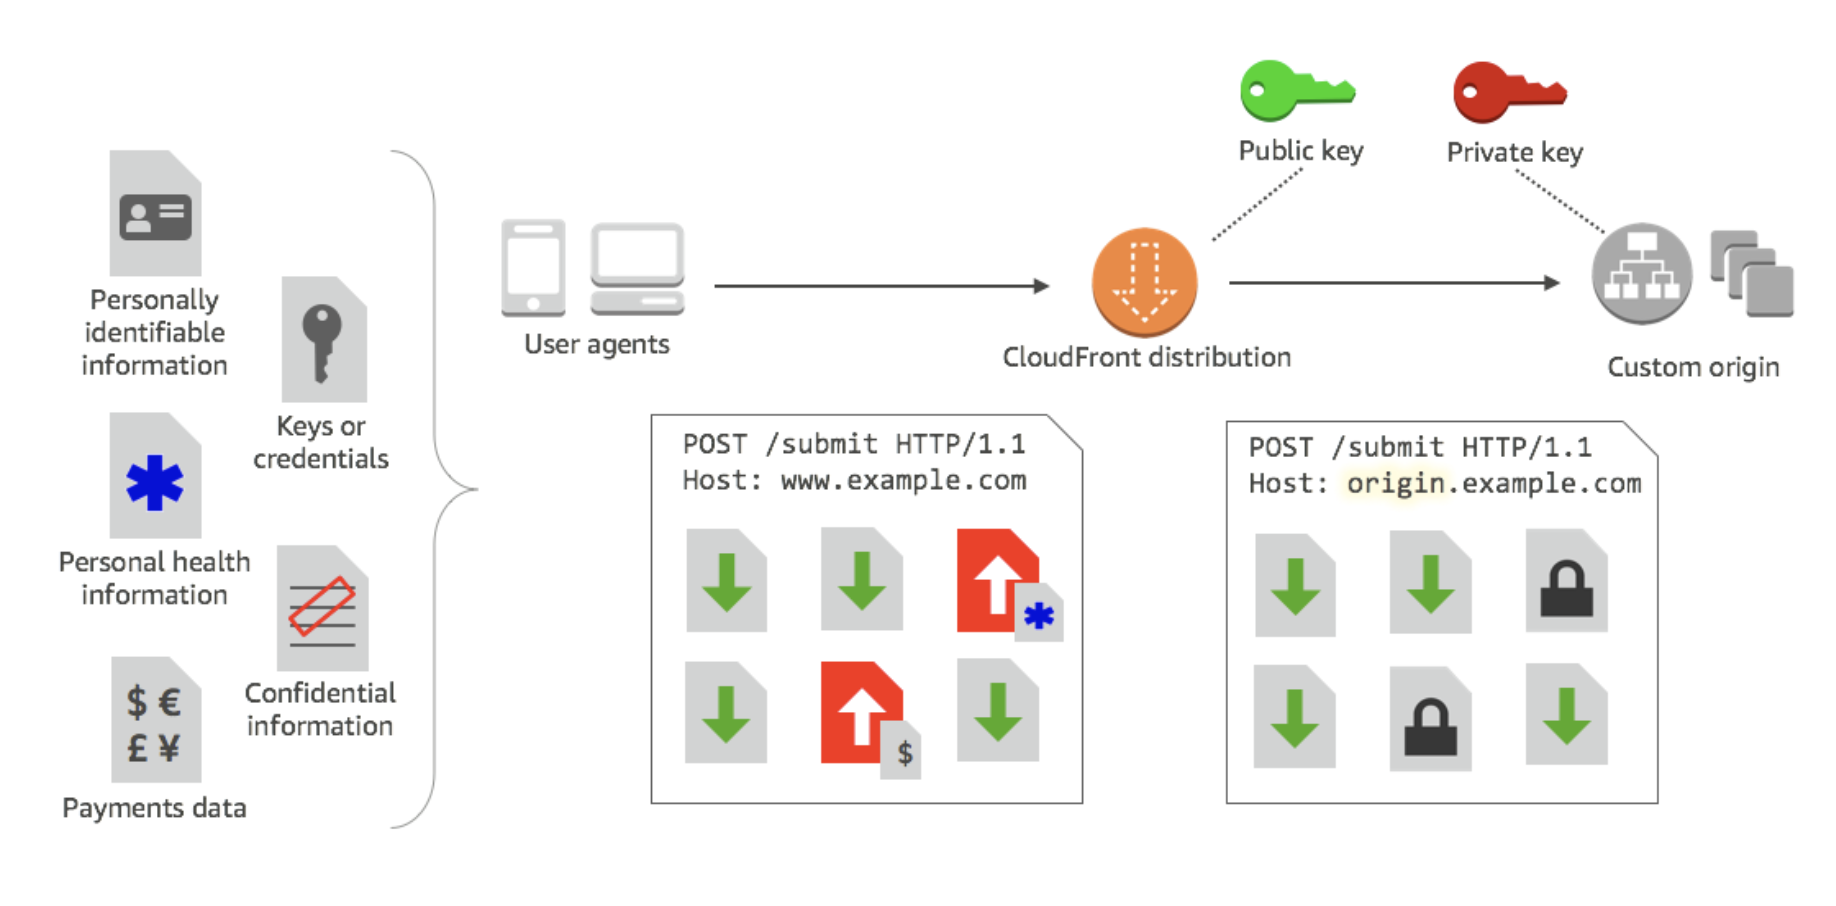 Personally
identifiable
information
Keys or
credentials
Personal health
information
Confidential
information
$ €
£ ¥
Payments data
User agents
CloudFront distribution
Public key
Private key
Custom origin
POST /submit HTTP/1.1
Host: www.example.com
$
POST /submit HTTP/1.1
Host: origin.example.com